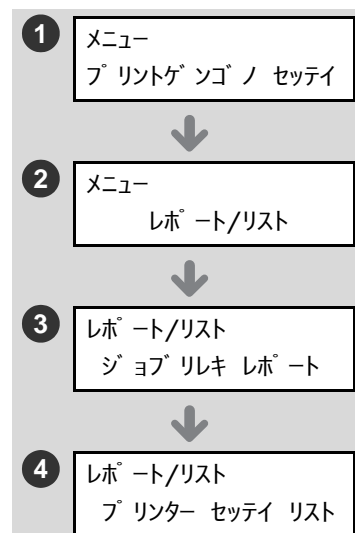 1
メニュー
プリントゲンゴノ セッテイ
2
メニュー
レポート/リスト
3
レポート/リスト
ジョブリレキ レポート
4
レポート/リスト
プリンター セッテイ リスト